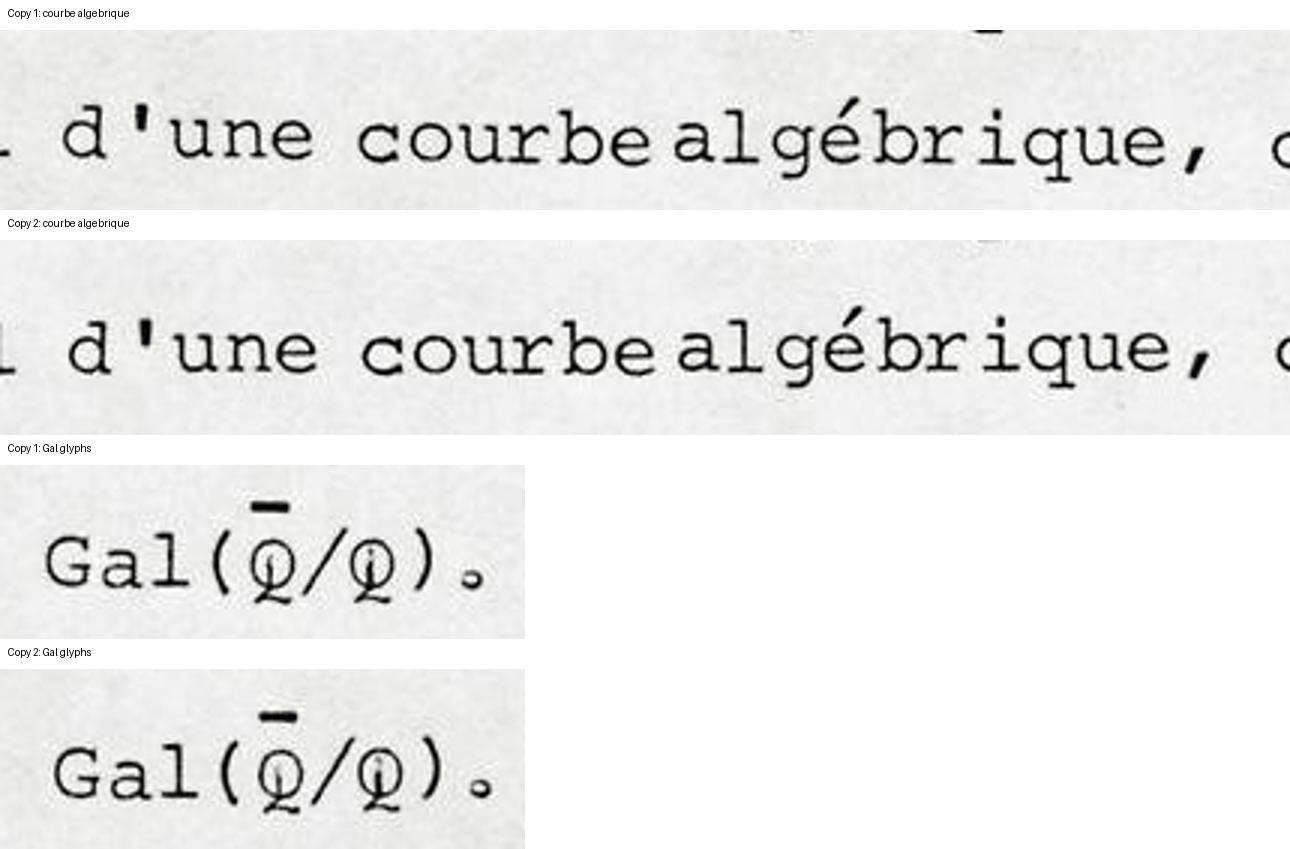 Copy 1: courbe algebrique
d'une courbe algébrique,
Copy 2: courbe algebrique
d'une courbe algébrique,
Copy 1: Gal glyphs
Gal(Q̄/Q).
Copy 2: Gal glyphs
Gal(Q̄/Q).